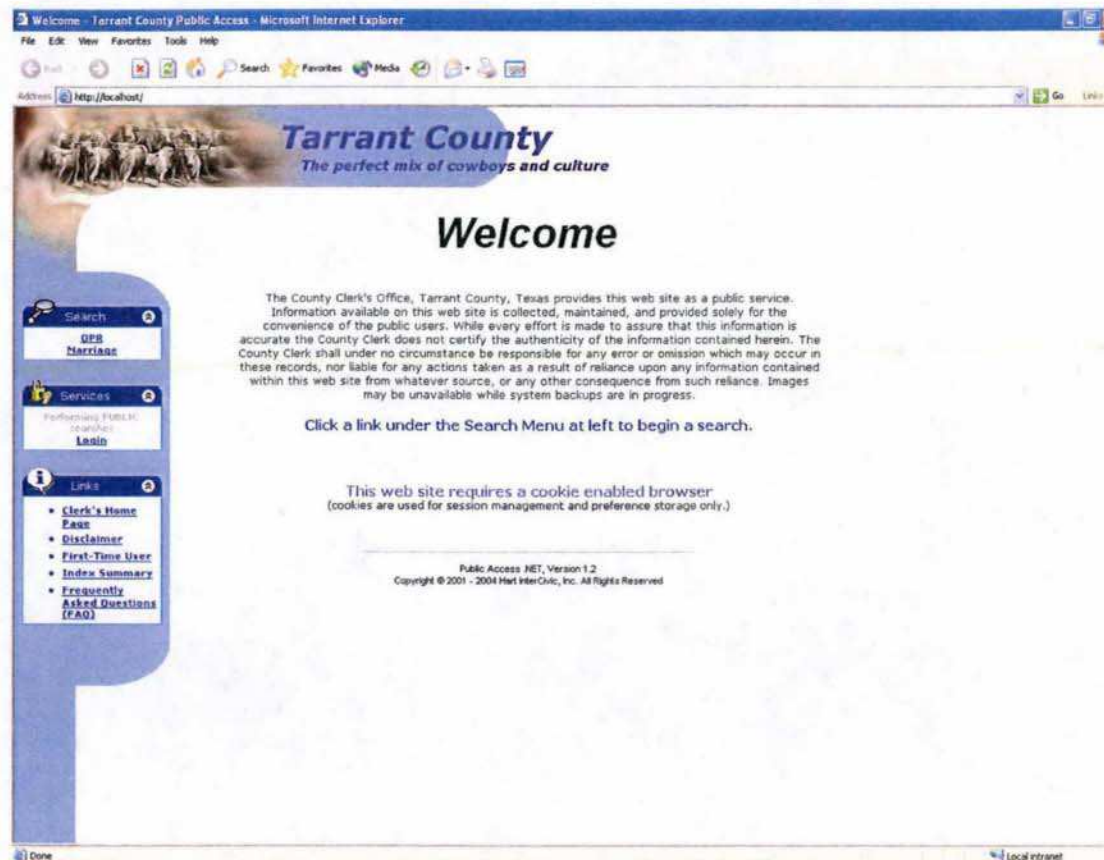 Welcome - Tarrant County Public Access - Microsoft Internet Explorer
File Edit View Favorites Tools Help
Search Favorites Media
Address http://localhost/ Go Links
Tarrant County
The perfect mix of cowboys and culture
Welcome
The County Clerk's Office, Tarrant County, Texas provides this web site as a public service.
Information available on this web site is collected, maintained, and provided solely for the
convenience of the public users. While every effort is made to assure that this information is
accurate the County Clerk does not certify the authenticity of the information contained herein. The
County Clerk shall under no circumstance be responsible for any error or omission which may occur in
these records, nor liable for any actions taken as a result of reliance upon any information contained
within this web site from whatever source, or any other consequence from such reliance. Images
may be unavailable while system backups are in progress.
Click a link under the Search Menu at left to begin a search.
This web site requires a cookie enabled browser
(cookies are used for session management and preference storage only.)
Public Access .NET, Version 1.2
Copyright © 2001 - 2004 Hart InterCivic, Inc. All Rights Reserved
Search
OPR
Marriage
Services
Performing PUBLIC
searches
Login
Links
• Clerk's Home
Page
• Disclaimer
• First-Time User
• Index Summary
• Frequently
Asked Questions
(FAQ)
Done
Local intranet